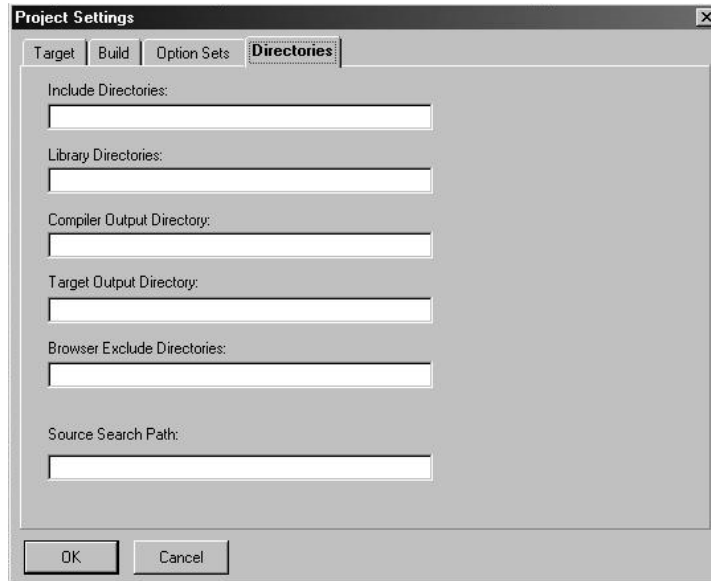 Project Settings
Target Build Option Sets Directories
Include Directories:
Library Directories:
Compiler Output Directory:
Target Output Directory:
Browser Exclude Directories:
Source Search Path:
OK Cancel